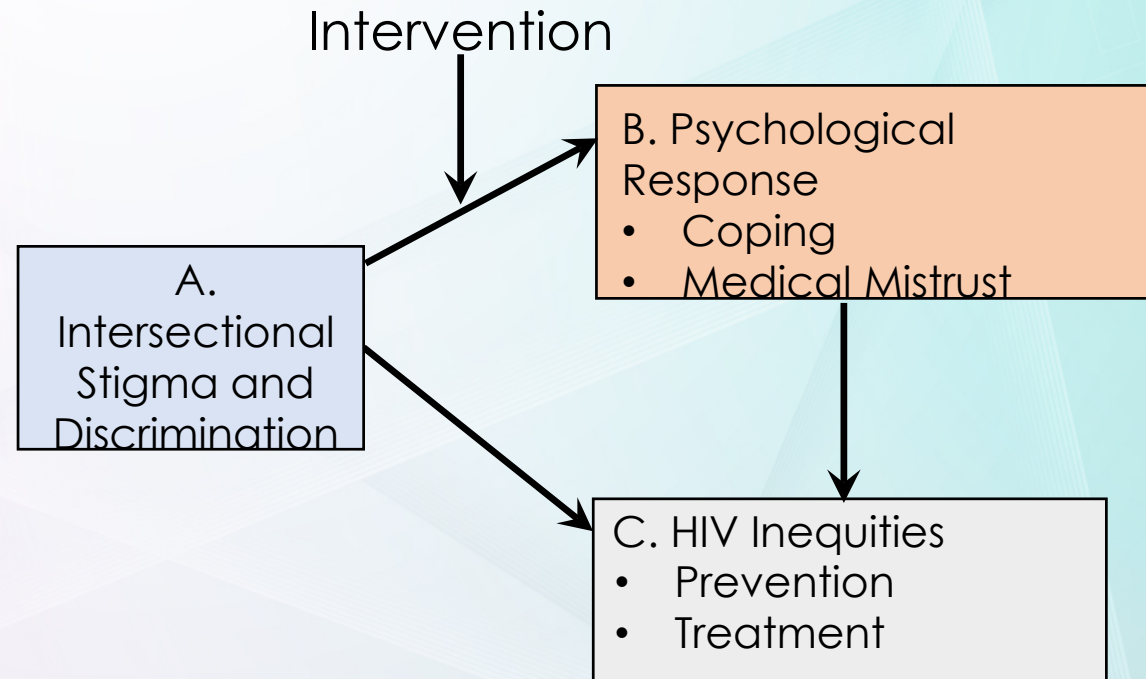 Intervention
B. Psychological
Response
• Coping
• Medical Mistrust
A.
Intersectional
Stigma and
Discrimination
C. HIV Inequities
• Prevention
• Treatment